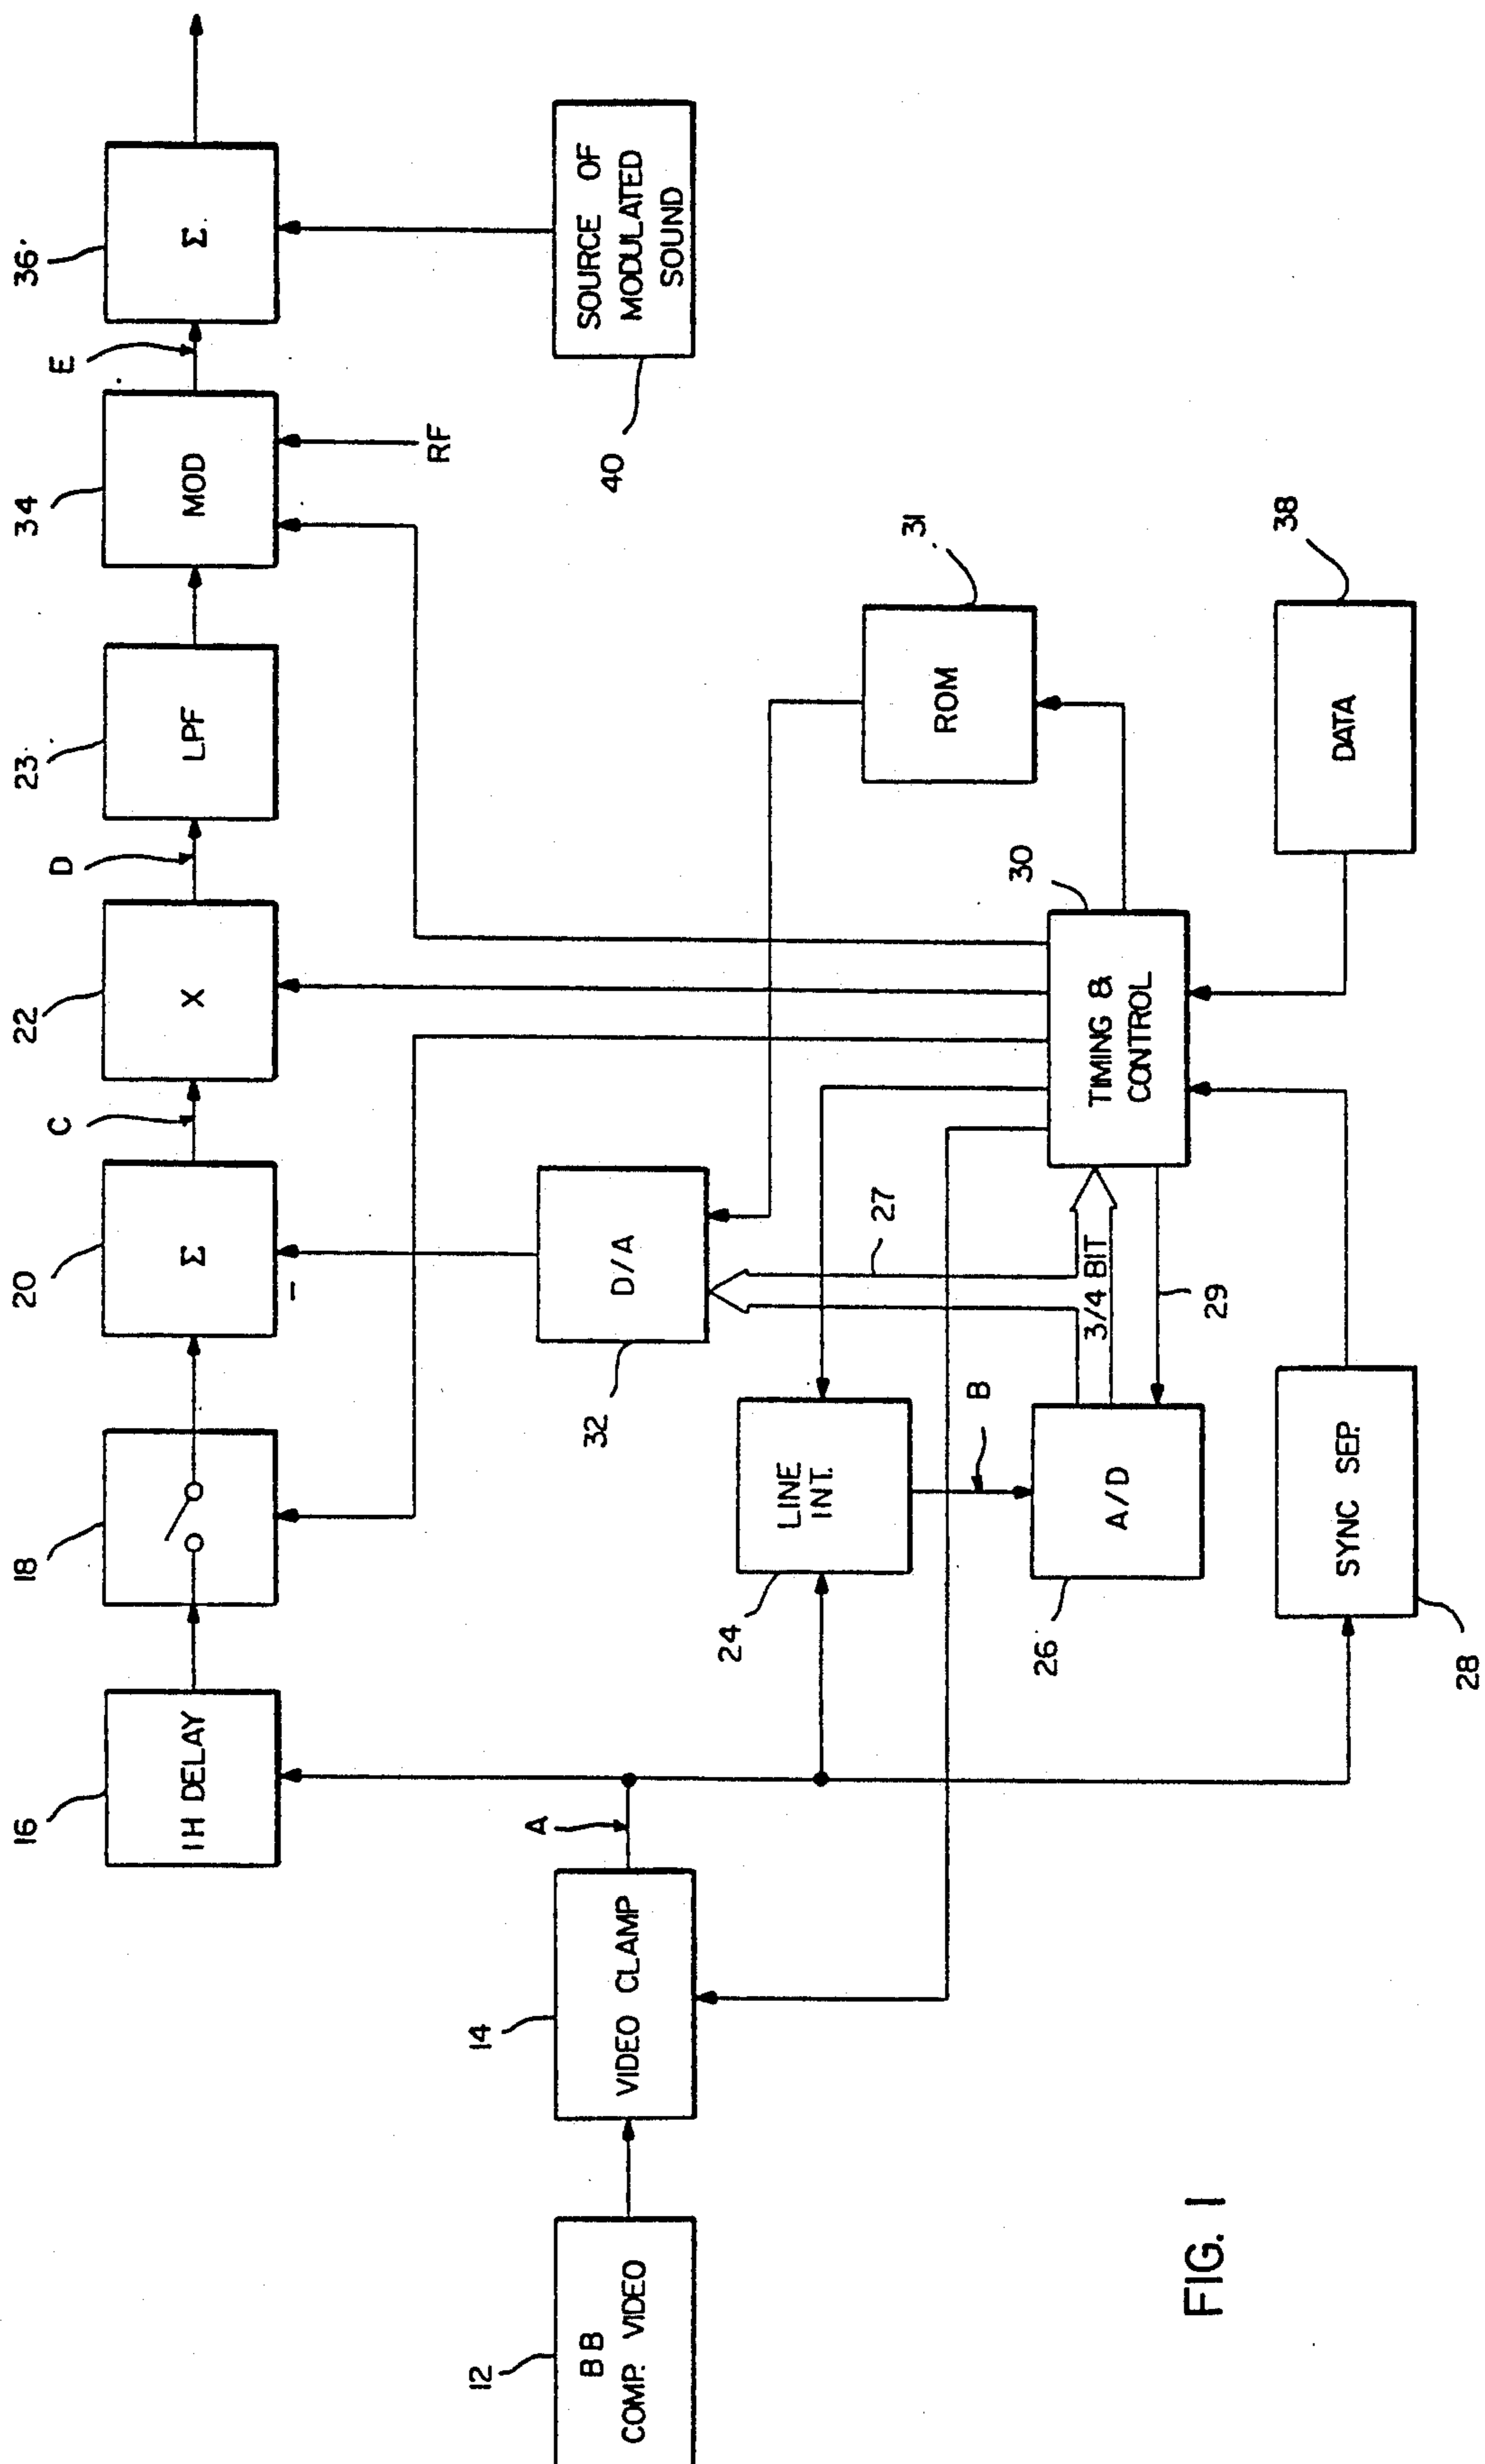 12
BB
COMP. VIDEO
14
VIDEO CLAMP
A
16
1H DELAY
18
20
Σ
–
C
22
X
D
23
LPF
34
MOD
RF
E
36
Σ
SOURCE OF
MODULATED
SOUND
40
D/A
32
27
24
LINE
INT.
B
26
A/D
3/4 BIT
29
30
TIMING &
CONTROL
ROM
31
DATA
38
SYNC SEP.
28
FIG. 1